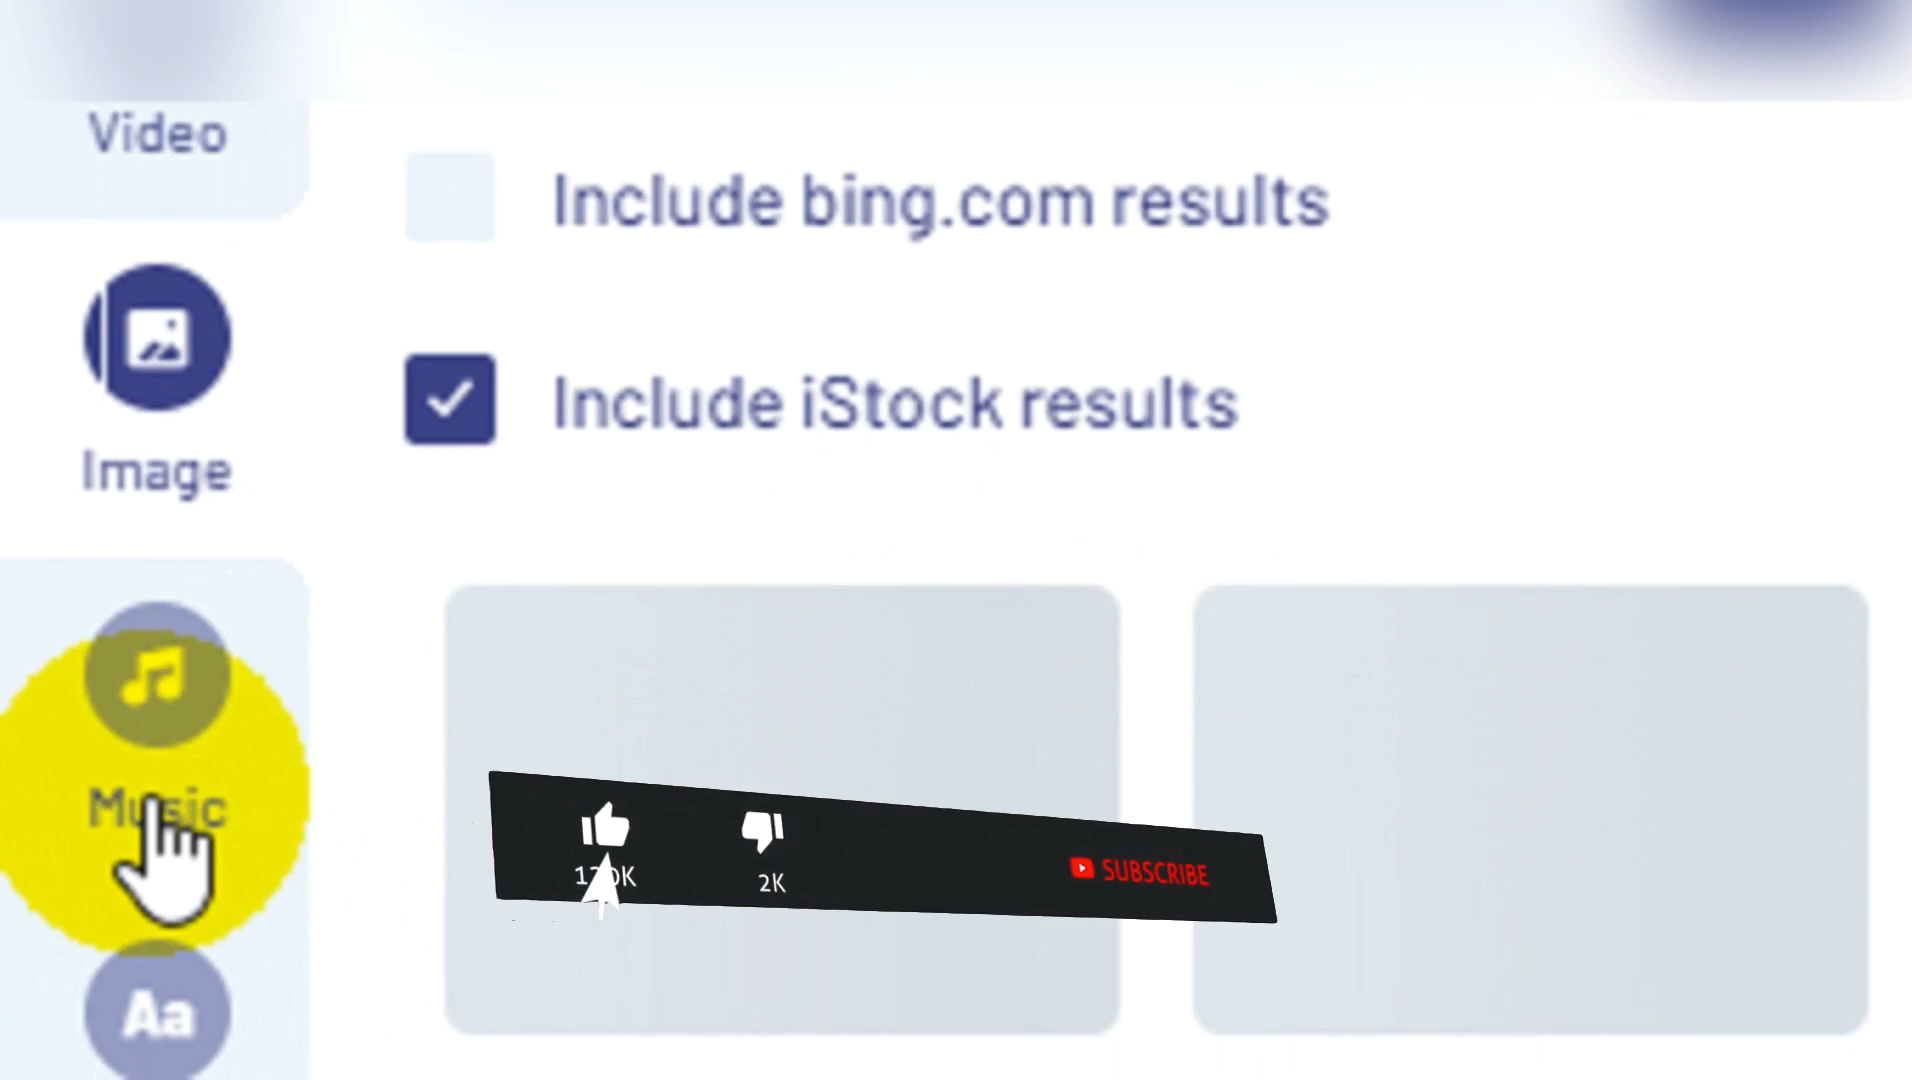 Video
Include bing.com results
Include iStock results
Image
Music
2K
SUBSCRIBE
Aa